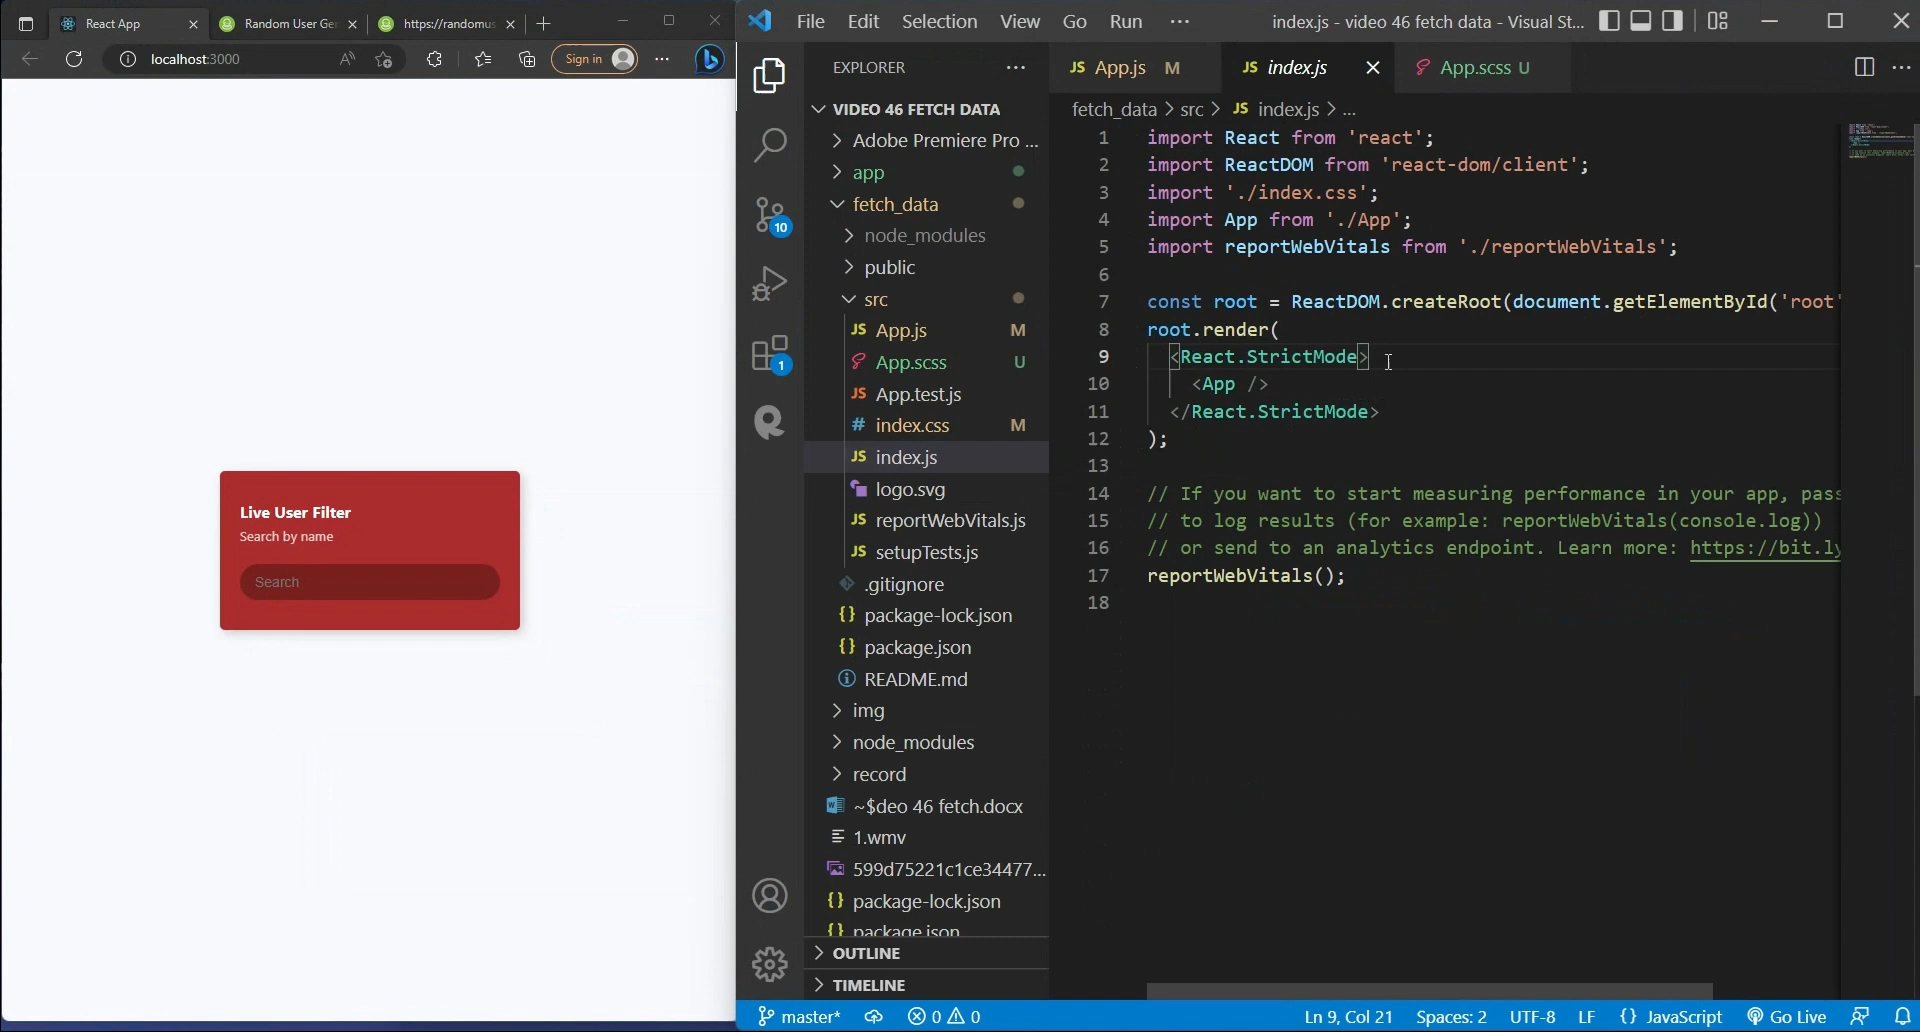 React App
Random User Ge
https://randomus
localhost:3000
Sign in
Live User Filter
Search by name
Search
File Edit Selection View Go Run ···
index.js - video 46 fetch data - Visual St...
EXPLORER
VIDEO 46 FETCH DATA
Adobe Premiere Pro ...
app
fetch_data
node_modules
public
src
JS App.js M
App.scss U
JS App.test.js
# index.css M
JS index.js
logo.svg
JS reportWebVitals.js
JS setupTests.js
.gitignore
{} package-lock.json
{} package.json
README.md
img
node_modules
record
~$deo 46 fetch.docx
1.wmv
599d75221c1ce34477...
{} package-lock.json
{} package.json
OUTLINE
TIMELINE
10
1
JS App.js M
JS index.js
App.scss U
fetch_data > src > JS index.js > ...
1 import React from 'react';
2 import ReactDOM from 'react-dom/client';
3 import './index.css';
4 import App from './App';
5 import reportWebVitals from './reportWebVitals';
6
7 const root = ReactDOM.createRoot(document.getElementById('root'
8 root.render(
9 <React.StrictMode>
10 <App />
11 </React.StrictMode>
12 );
13
14 // If you want to start measuring performance in your app, pass
15 // to log results (for example: reportWebVitals(console.log))
16 // or send to an analytics endpoint. Learn more: https://bit.ly
17 reportWebVitals();
18
master* 0 0 Ln 9, Col 21 Spaces: 2 UTF-8 LF {} JavaScript Go Live